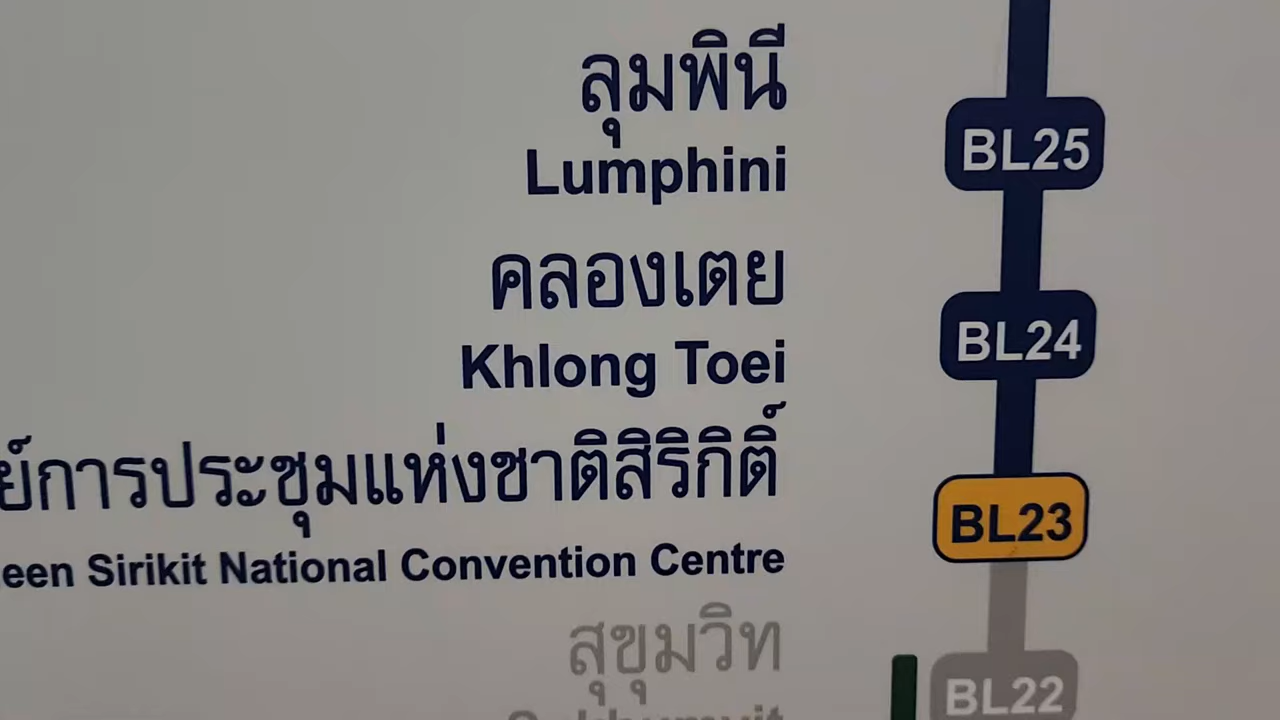 ลุมพินี
BL25
Lumphini
คลองเตย
BL24
Khlong Toei
การประชุมแห่งชาติสิริกิติ์
BL23
Sirikit National Convention Centre
สุขุมวิท
BL22